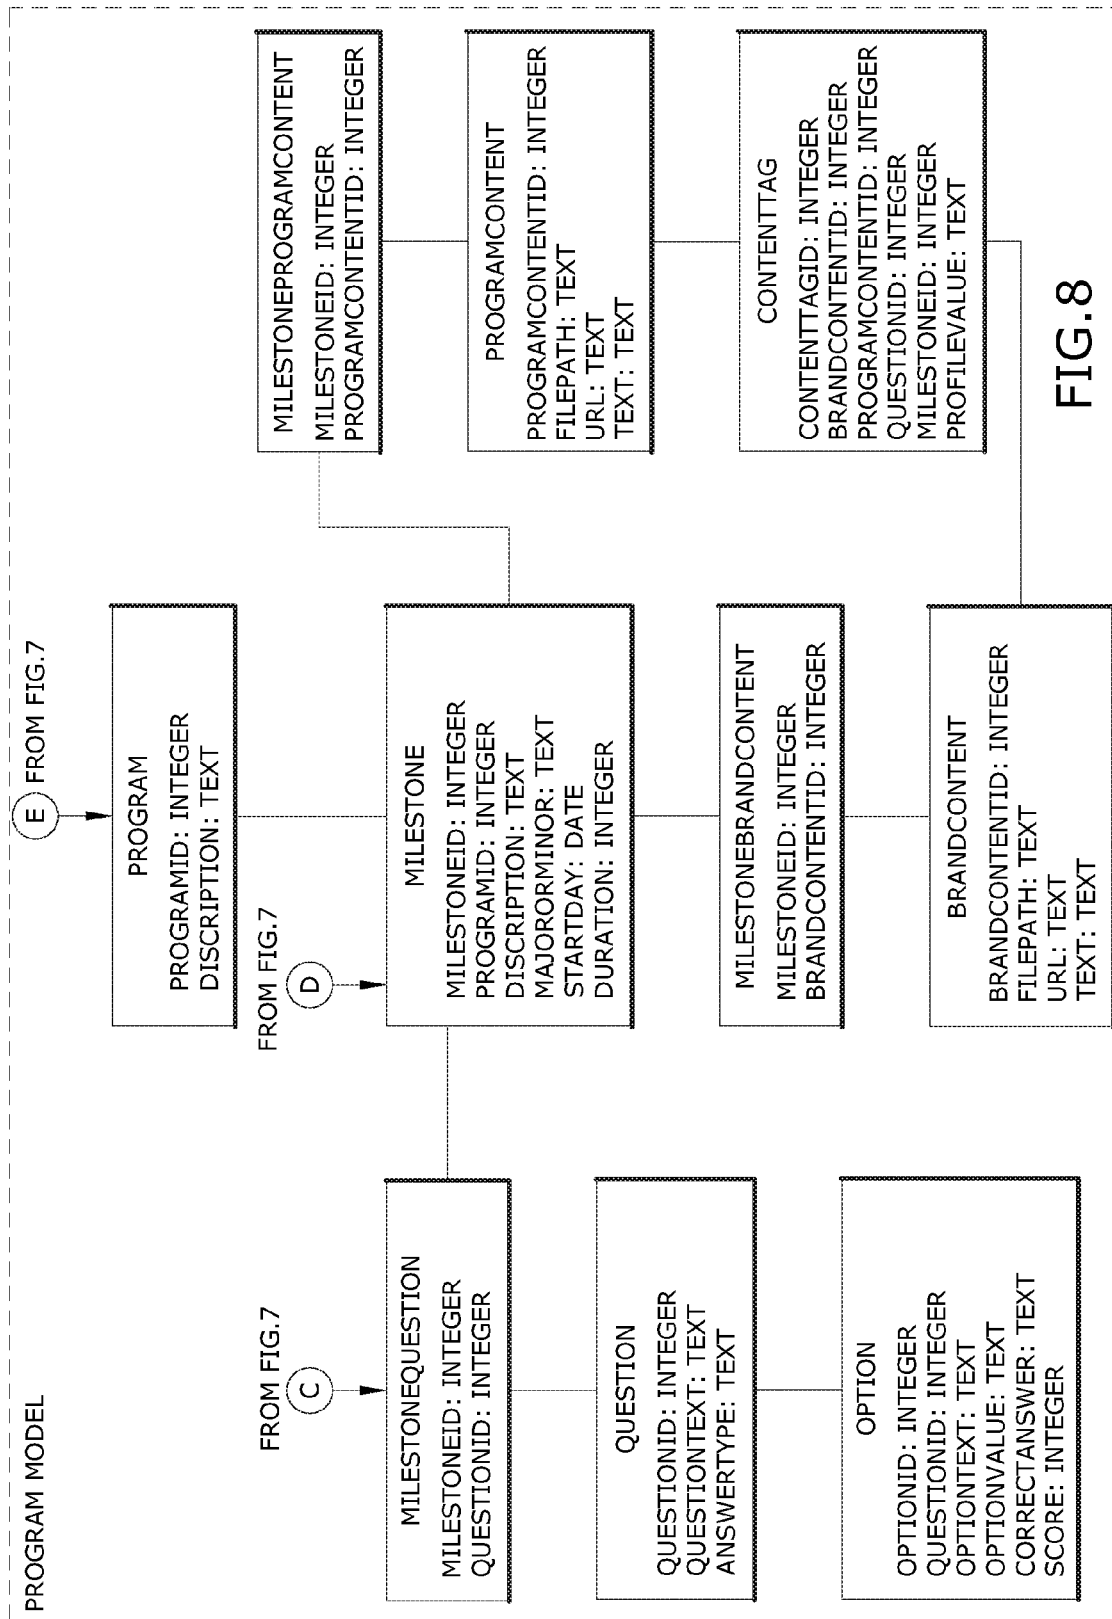 PROGRAM MODEL
E FROM FIG.7
PROGRAM
PROGRAMID: INTEGER
DISCRIPTION: TEXT
FROM FIG.7
C
MILESTONEQUESTION
MILESTONEID: INTEGER
QUESTIONID: INTEGER
QUESTION
QUESTIONID: INTEGER
QUESTIONTEXT: TEXT
ANSWERTYPE: TEXT
OPTION
OPTIONID: INTEGER
QUESTIONID: INTEGER
OPTIONTEXT: TEXT
OPTIONVALUE: TEXT
CORRECTANSWER: TEXT
SCORE: INTEGER
FROM FIG.7
D
MILESTONE
MILESTONEID: INTEGER
PROGRAMID: INTEGER
DISCRIPTION: TEXT
MAJORORMINOR: TEXT
STARTDAY: DATE
DURATION: INTEGER
MILESTONEBRANDCONTENT
MILESTONEID: INTEGER
BRANDCONTENTID: INTEGER
BRANDCONTENT
BRANDCONTENTID: INTEGER
FILEPATH: TEXT
URL: TEXT
TEXT: TEXT
MILESTONEPROGRAMCONTENT
MILESTONEID: INTEGER
PROGRAMCONTENTID: INTEGER
PROGRAMCONTENT
PROGRAMCONTENTID: INTEGER
FILEPATH: TEXT
URL: TEXT
TEXT: TEXT
CONTENTTAG
CONTENTTAGID: INTEGER
BRANDCONTENTID: INTEGER
PROGRAMCONTENTID: INTEGER
QUESTIONID: INTEGER
MILESTONEID: INTEGER
PROFILEVALUE: TEXT
FIG.8